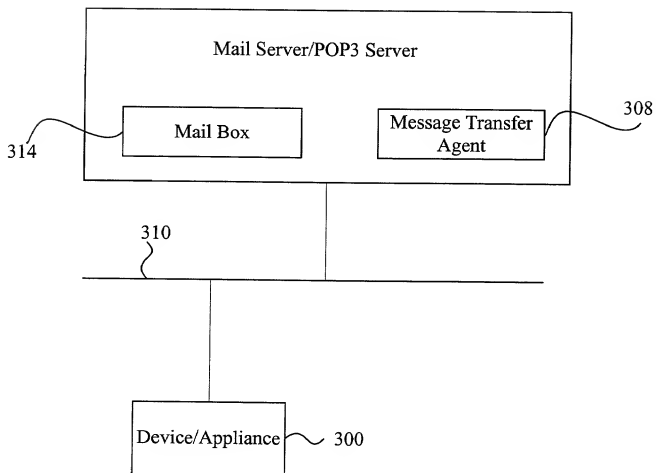 Mail Server/POP3 Server
Mail Box
Message Transfer
Agent
308
314
310
Device/Appliance
300